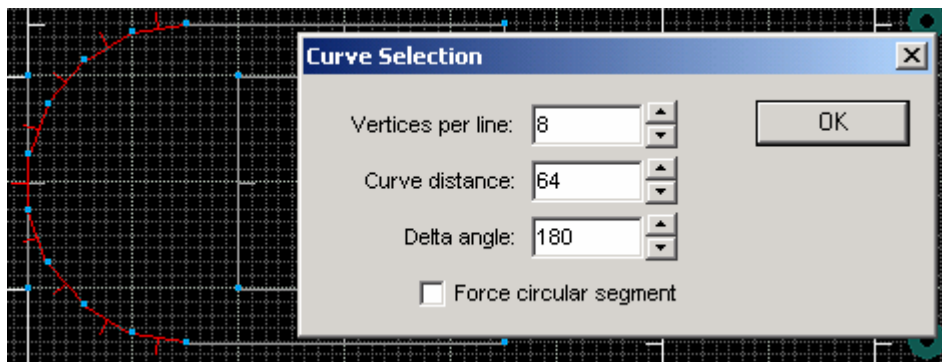 Curve Selection
Vertices per line: 8
OK
Curve distance: 64
Delta angle: 180
Force circular segment